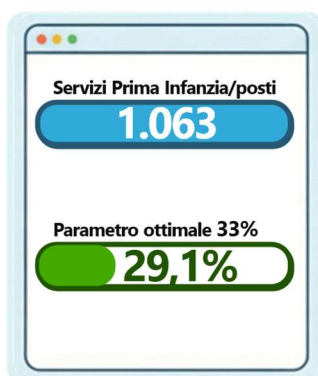 Servizi Prima Infanzia/posti
1.063
Parametro ottimale 33%
29,1%